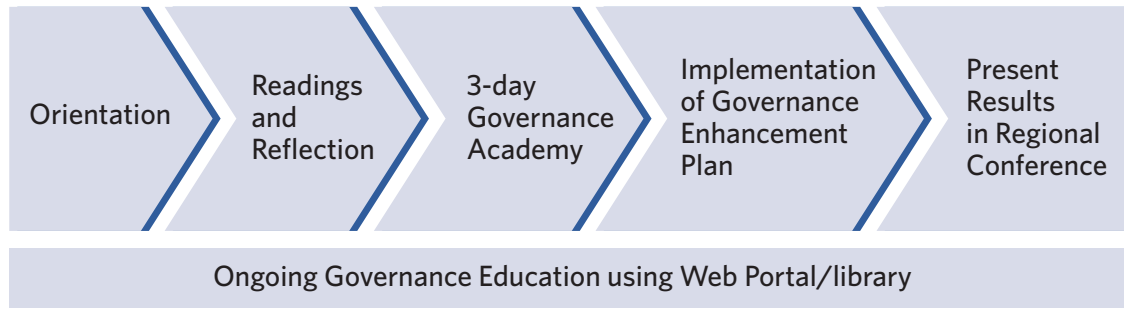 Orientation
Readings
and
Reflection
3-day
Governance
Academy
Implementation
of Governance
Enhancement
Plan
Present
Results
in Regional
Conference
Ongoing Governance Education using Web Portal/library